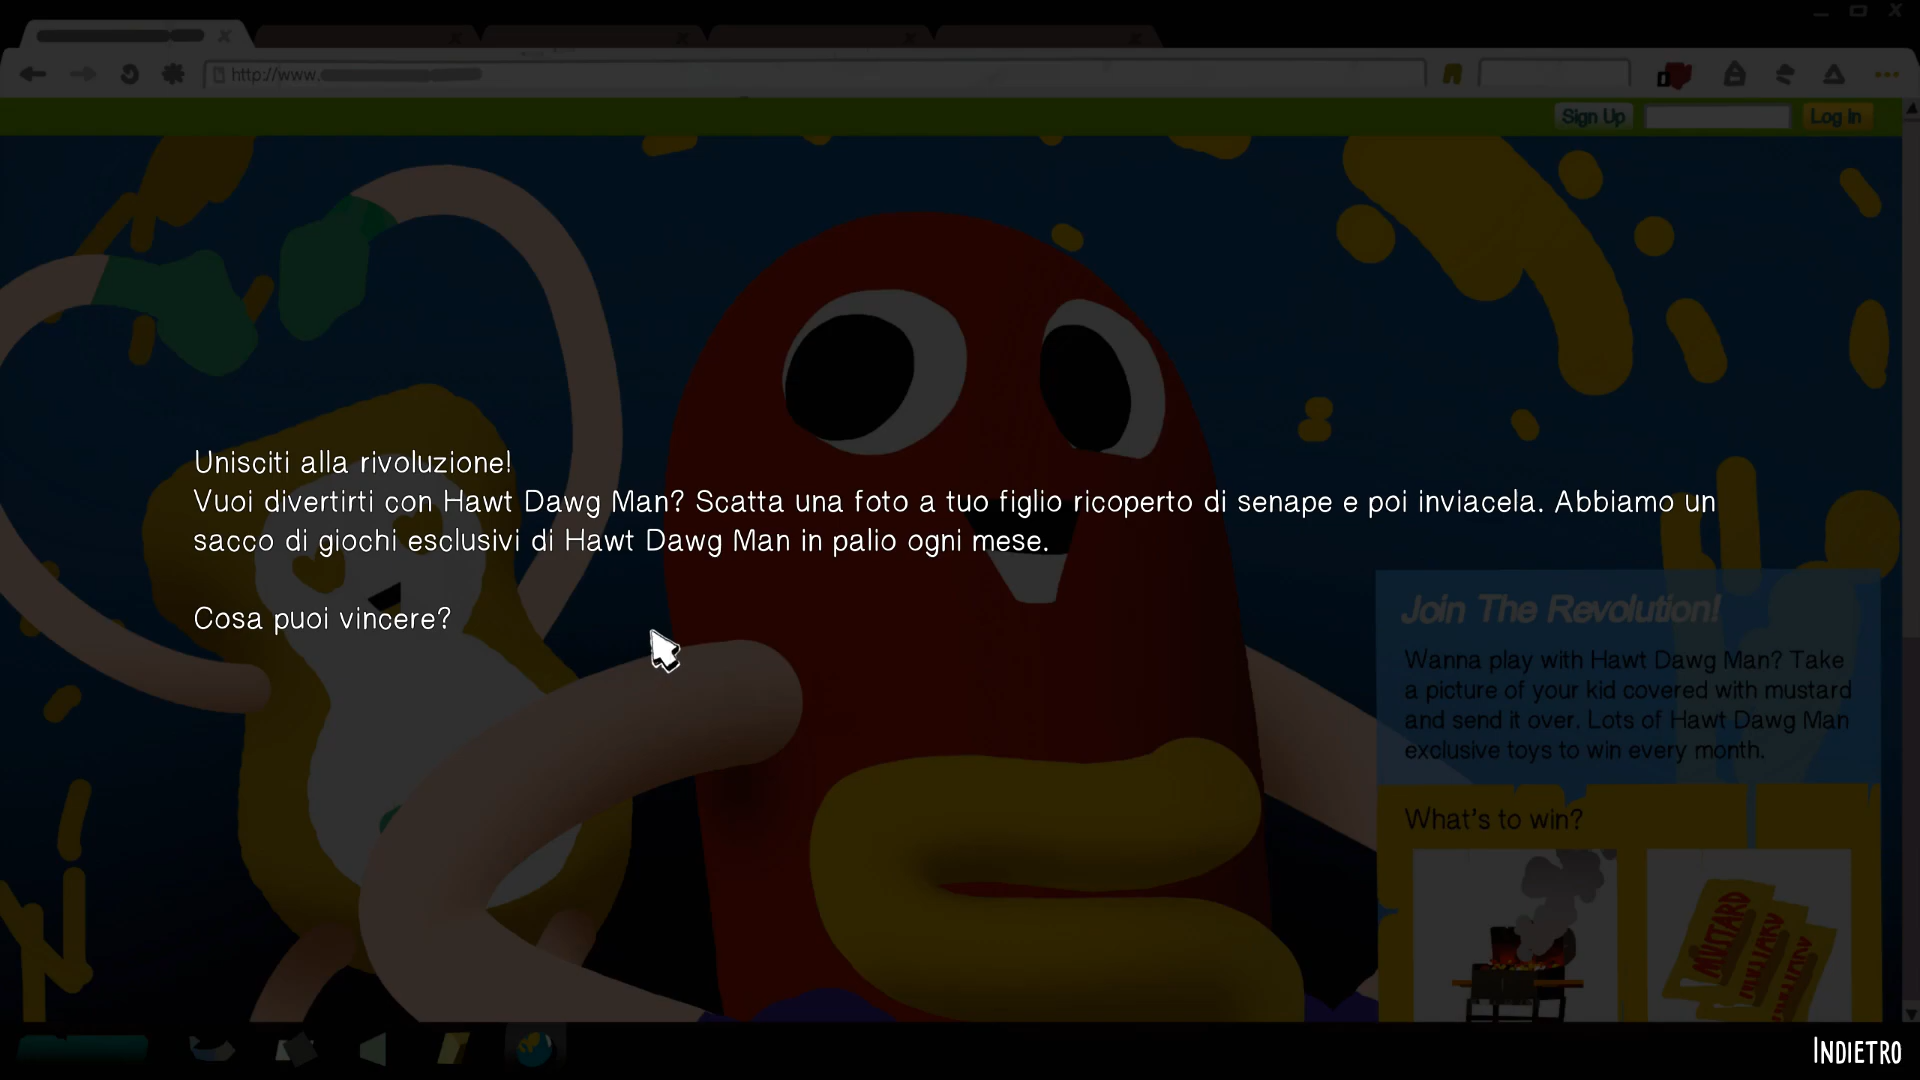 http://www.
Sign Up
Log In
Unisciti alla rivoluzione!
Vuoi divertirti con Hawt Dawg Man? Scatta una foto a tuo figlio ricoperto di senape e poi inviacela. Abbiamo un
sacco di giochi esclusivi di Hawt Dawg Man in palio ogni mese.
Cosa puoi vincere?
Join The Revolution!
Wanna play with Hawt Dawg Man? Take
a picture of your kid covered with mustard
and send it over. Lots of Hawt Dawg Man
exclusive toys to win every month.
What's to win?
MUSTARD
MUSTARD
MUSTARD
INDIETRO